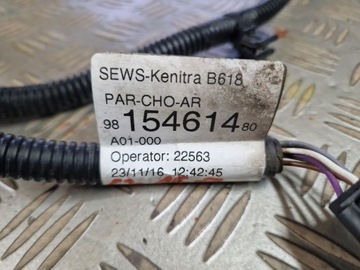 SEWS-Kenitra B618
PAR-CHO-AR
98 154614 80
A01-000
Operator: 22563
23/11/16 12:42:45